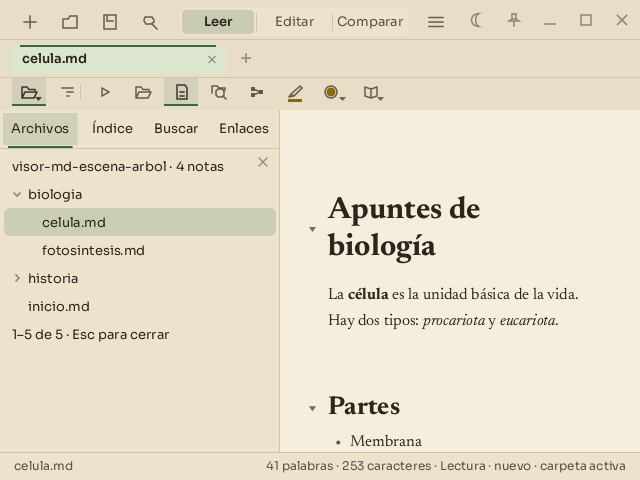 Leer
Editar
Comparar
celula.md
Archivos
Índice
Buscar
Enlaces
visor-md-escena-arbol · 4 notas
biologia
celula.md
fotosintesis.md
historia
inicio.md
1–5 de 5 · Esc para cerrar
Apuntes de
biología
La célula es la unidad básica de la vida.
Hay dos tipos: procariota y eucariota.
Partes
• Membrana
celula.md
41 palabras · 253 caracteres · Lectura · nuevo · carpeta activa